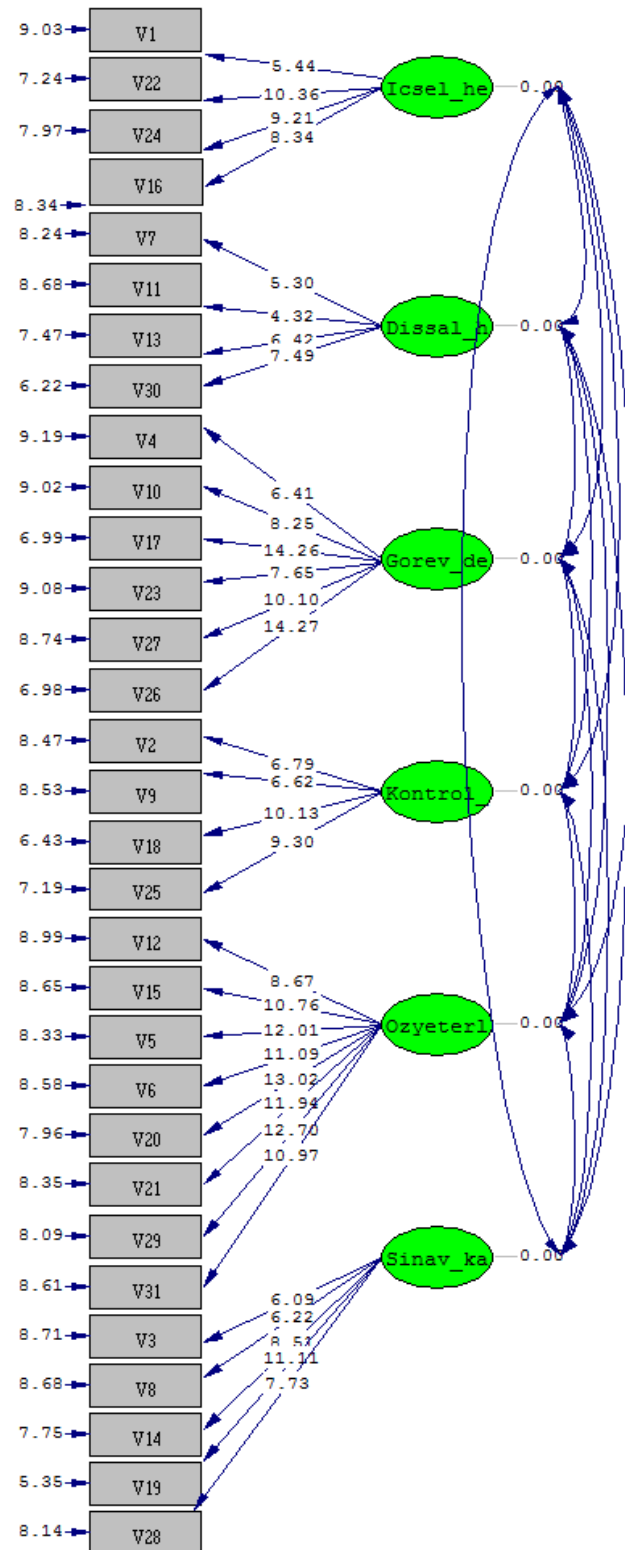 9.03 V1
7.24 V22
7.97 V24
8.34 V16
8.24 V7
8.68 V11
7.47 V13
6.22 V30
9.19 V4
9.02 V10
6.99 V17
9.08 V23
8.74 V27
6.98 V26
8.47 V2
8.53 V9
6.43 V18
7.19 V25
8.99 V12
8.65 V15
8.33 V5
8.58 V6
7.96 V20
8.35 V21
8.09 V29
8.61 V31
8.71 V3
8.68 V8
7.75 V14
5.35 V19
8.14 V28
5.44
10.36
9.21
8.34
Icsel_he 0.00
5.30
4.32
6.42
7.49
Dissal_h 0.00
6.41
8.25
14.26
7.65
10.10
14.27
Gorev_de 0.00
6.79
6.62
10.13
9.30
Kontrol_ 0.00
8.67
10.76
12.01
11.09
13.02
11.94
12.70
10.97
Ozyeterl 0.00
6.09
6.22
8.51
11.11
7.73
Sinav_ka 0.00